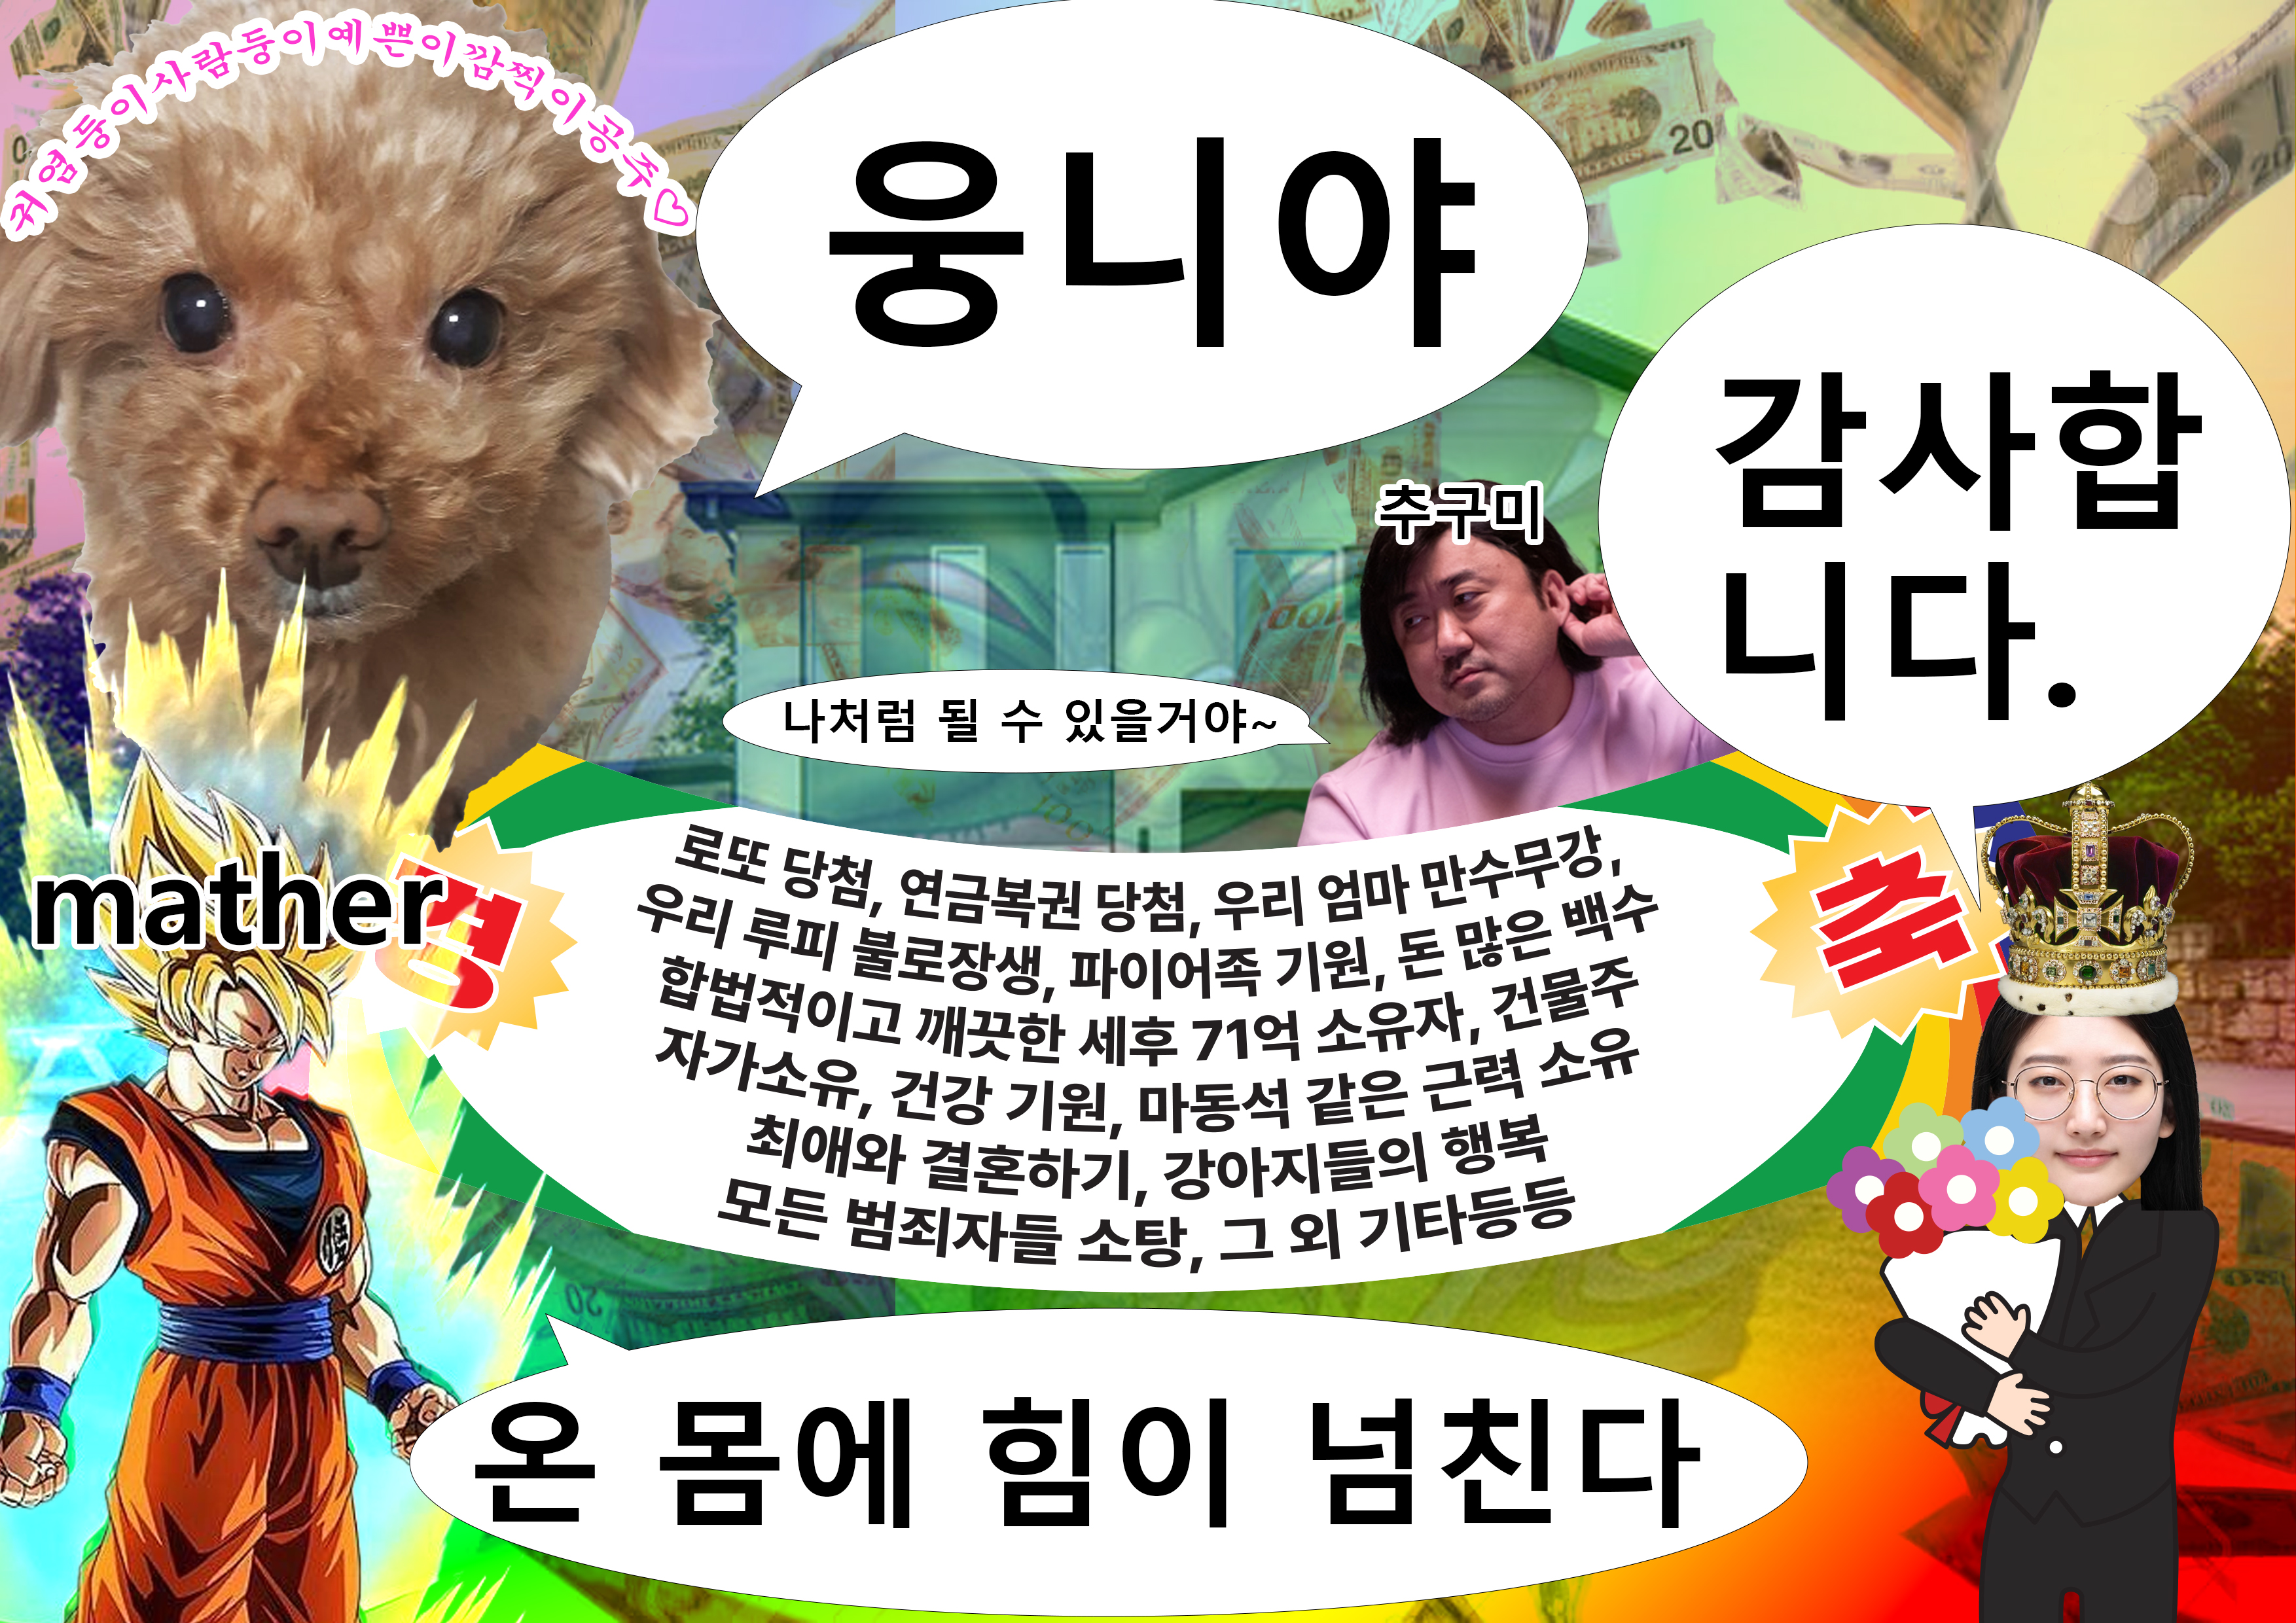 귀염둥이사람둥이예쁜이깜찍이공주♡
웅니야
감사합
니다.
추구미
나처럼 될 수 있을거야~
mather
경
축
로또 당첨, 연금복권 당첨, 우리 엄마 만수무강,
우리 루피 불로장생, 파이어족 기원, 돈 많은 백수
합법적이고 깨끗한 세후 71억 소유자, 건물주
자가소유, 건강 기원, 마동석 같은 근력 소유
최애와 결혼하기, 강아지들의 행복
모든 범죄자들 소탕, 그 외 기타등등
온 몸에 힘이 넘친다
20
20